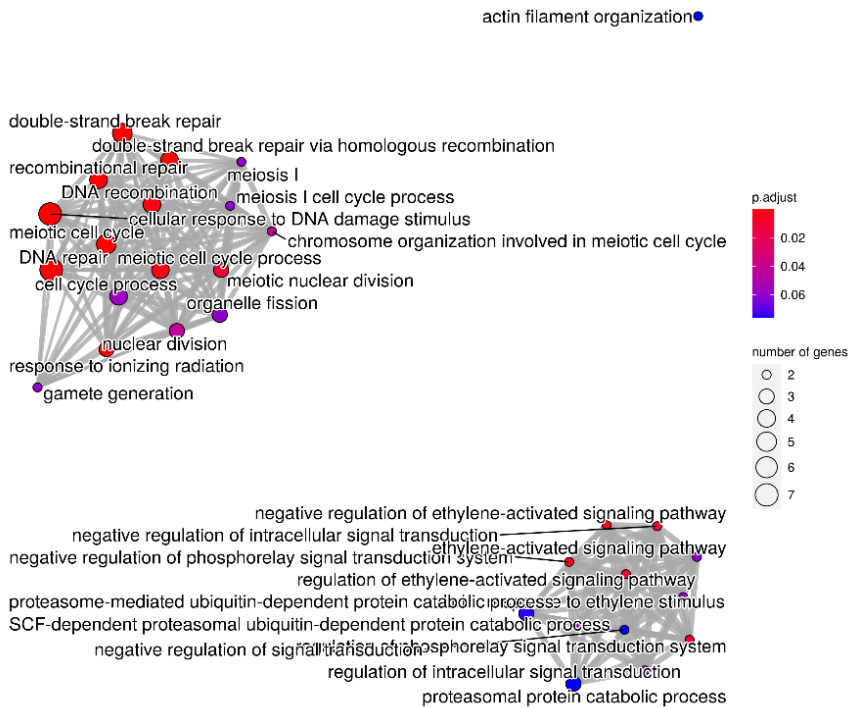 actin filament organization
double-strand break repair
double-strand break repair via homologous recombination
recombinational repair
meiosis I
DNA recombination
meiosis I cell cycle process
cellular response to DNA damage stimulus
meiotic cell cycle
chromosome organization involved in meiotic cell cycle
DNA repair
meiotic cell cycle process
meiotic nuclear division
cell cycle process
organelle fission
nuclear division
response to ionizing radiation
gamete generation
p.adjust
0.02
0.04
0.06
number of genes
2
3
4
5
6
7
negative regulation of ethylene-activated signaling pathway
negative regulation of intracellular signal transduction
ethylene-activated signaling pathway
negative regulation of phosphorelay signal transduction system
regulation of ethylene-activated signaling pathway
proteasome-mediated ubiquitin-dependent protein catabolic process
to ethylene stimulus
SCF-dependent proteasomal ubiquitin-dependent protein catabolic process
negative regulation of signal transduction
phosphorelay signal transduction system
regulation of intracellular signal transduction
proteasomal protein catabolic process